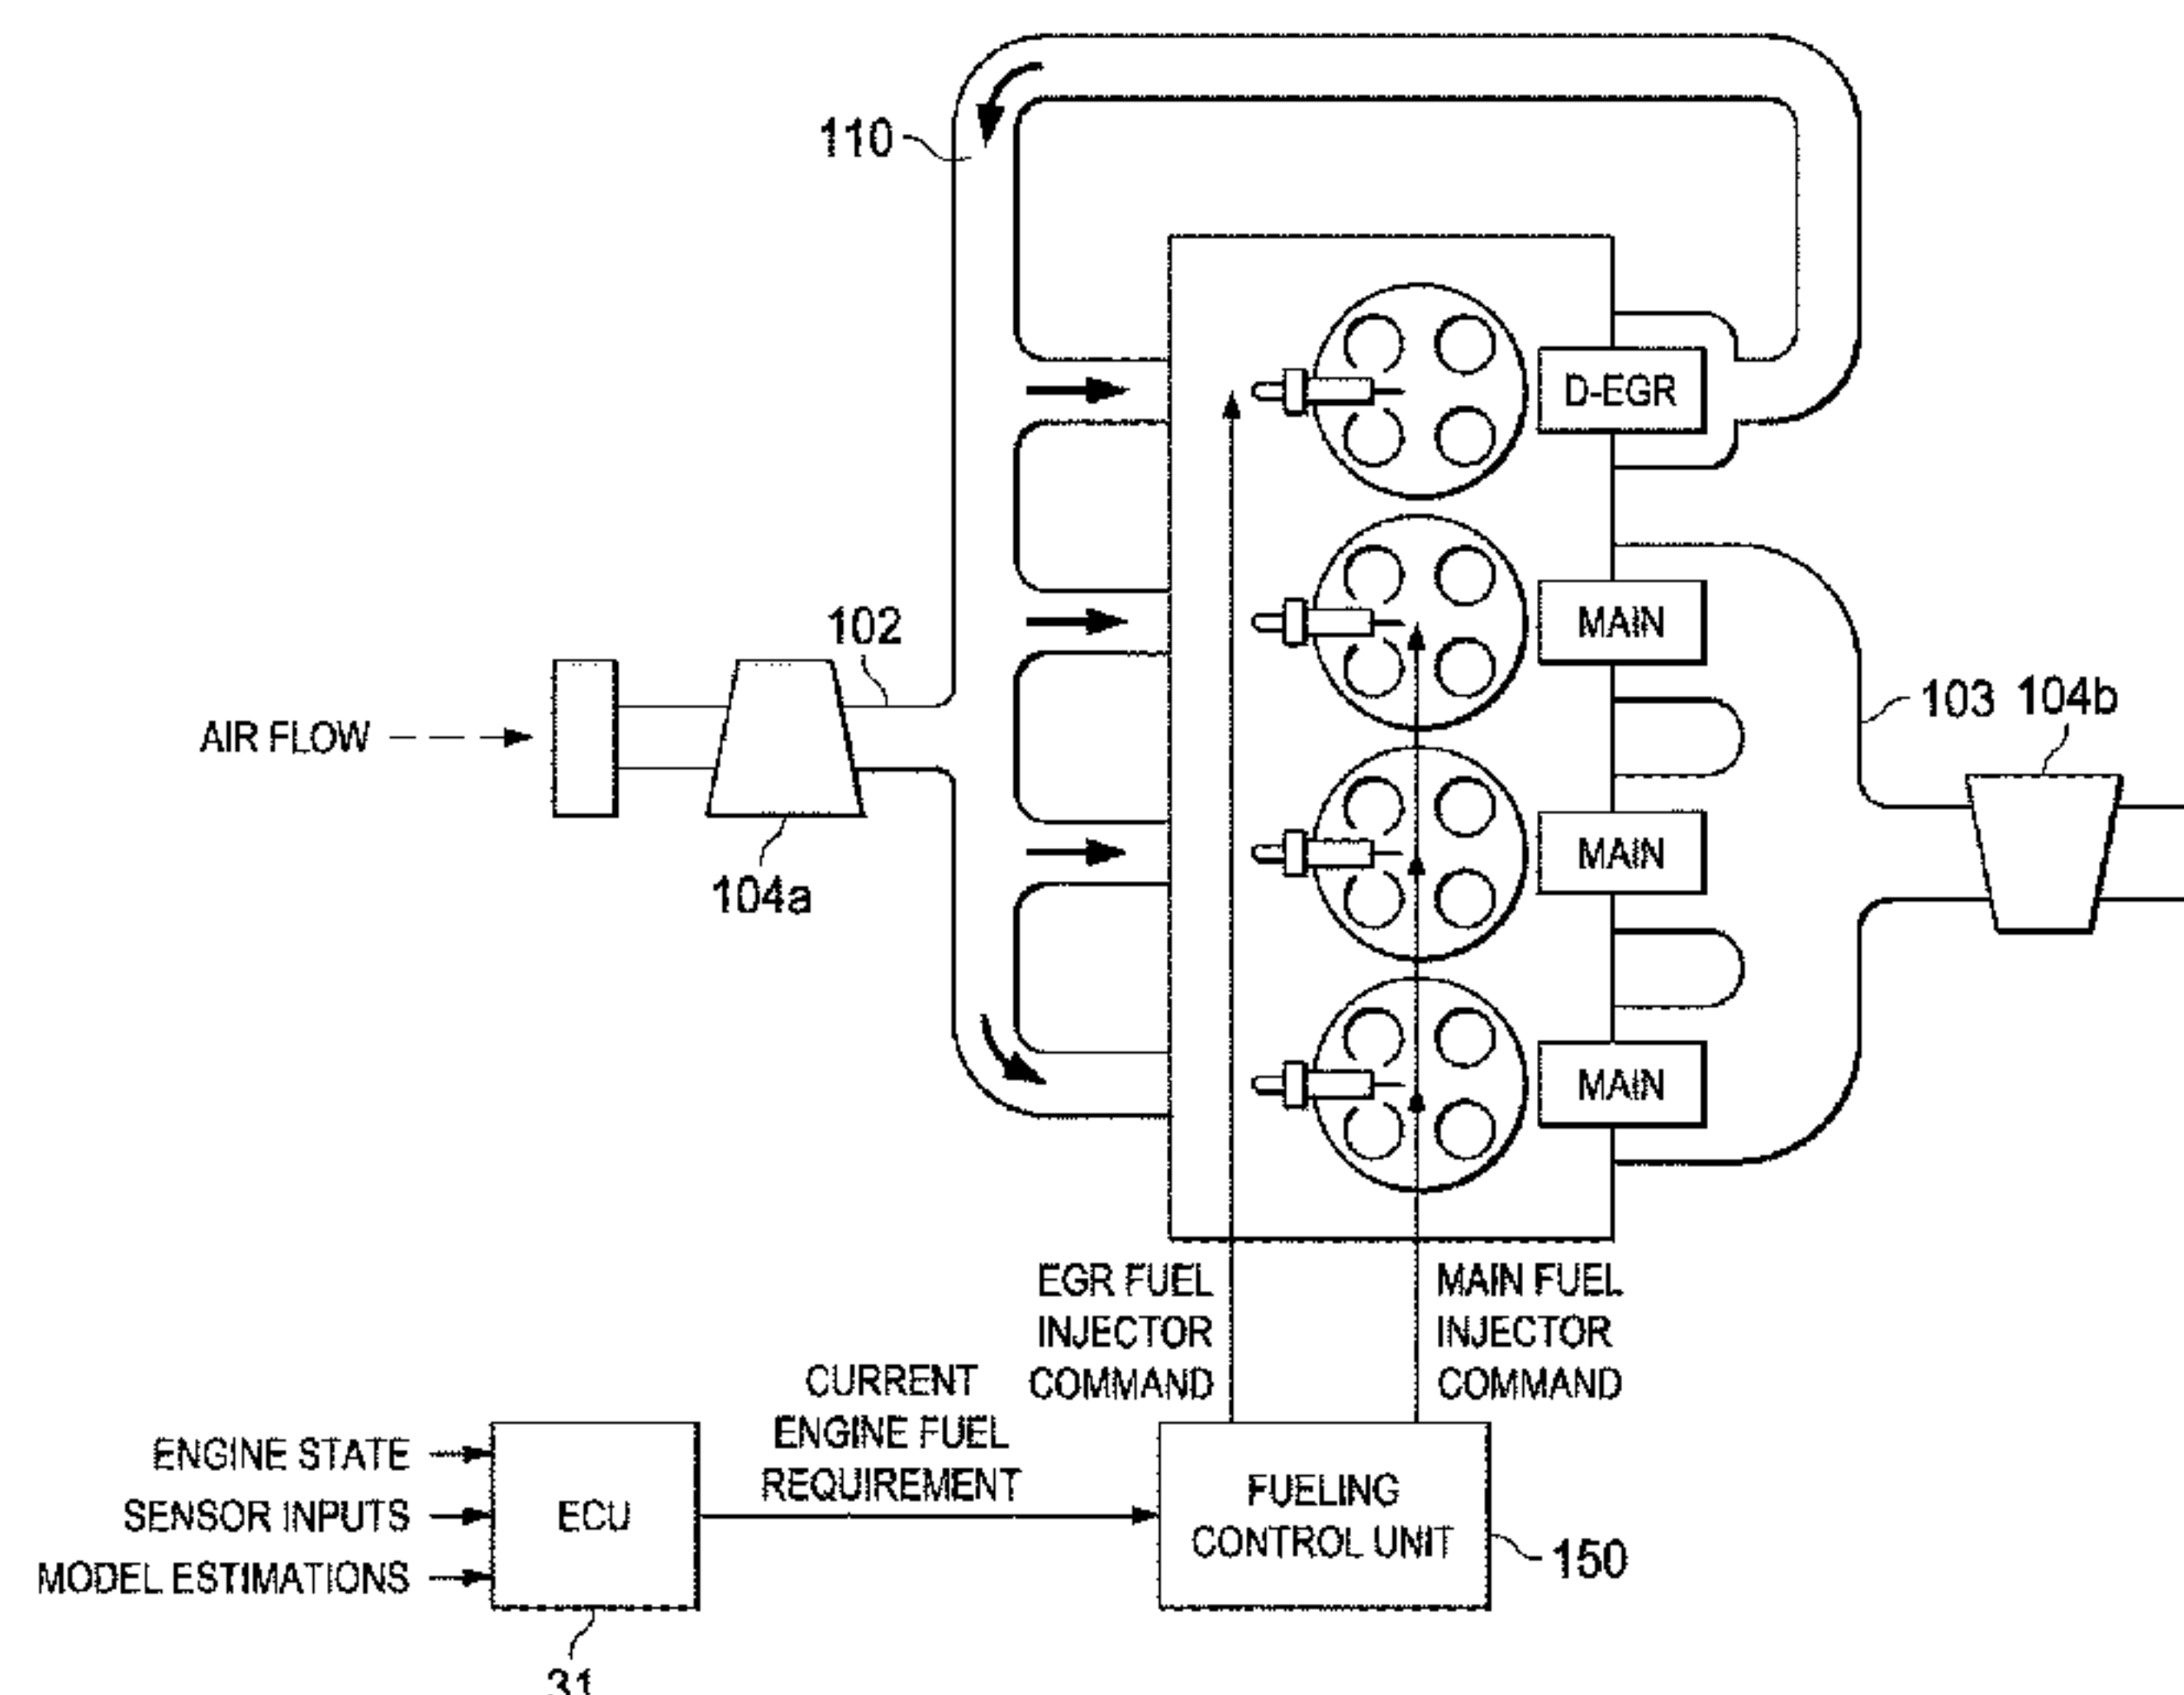 110
D-EGR
102
MAIN
103
104b
AIR FLOW
MAIN
104a
MAIN
EGR FUEL
INJECTOR
COMMAND
MAIN FUEL
INJECTOR
COMMAND
CURRENT
ENGINE FUEL
REQUIREMENT
ENGINE STATE
SENSOR INPUTS
MODEL ESTIMATIONS
ECU
FUELING
CONTROL UNIT
150
31